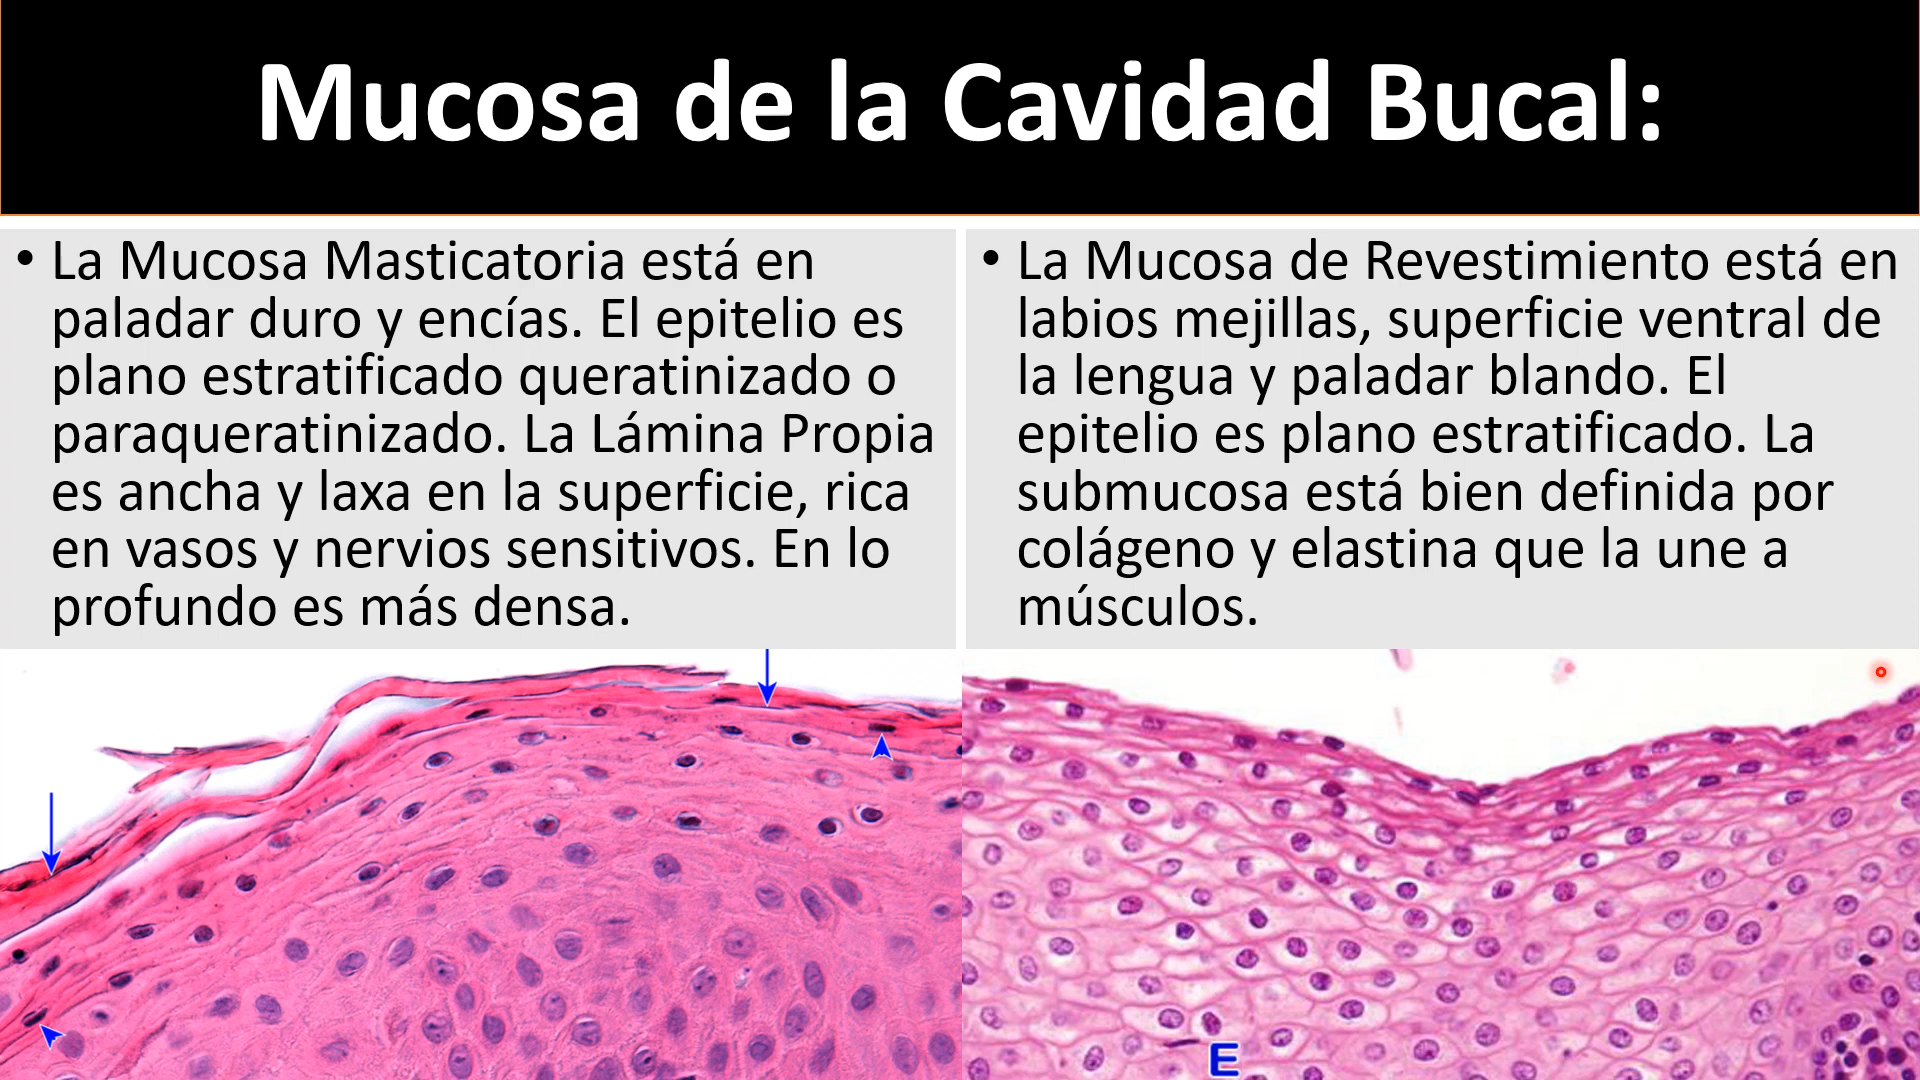 Mucosa de la Cavidad Bucal:
• La Mucosa Masticatoria está en
paladar duro y encías. El epitelio es
plano estratificado queratinizado o
paraqueratinizado. La Lámina Propia
es ancha y laxa en la superficie, rica
en vasos y nervios sensitivos. En lo
profundo es más densa.
• La Mucosa de Revestimiento está en
labios mejillas, superficie ventral de
la lengua y paladar blando. El
epitelio es plano estratificado. La
submucosa está bien definida por
colágeno y elastina que la une a
músculos.
E